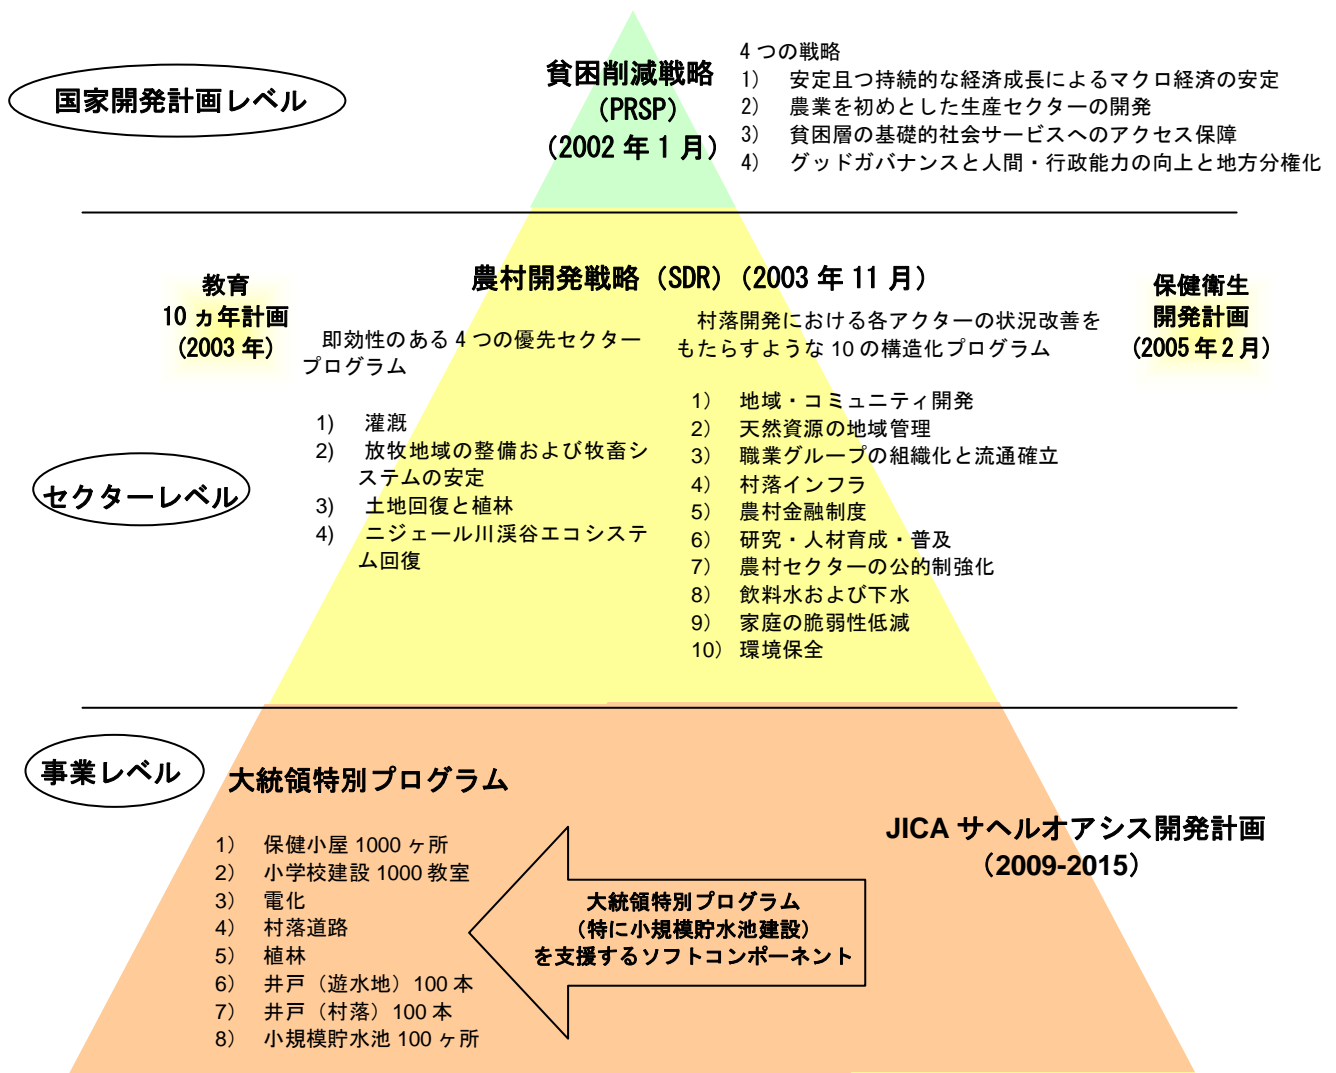 国家開発計画レベル
貧困削減戦略
(PRSP)
(2002 年 1 月)
4 つの戦略
1） 安定且つ持続的な経済成長によるマクロ経済の安定
2） 農業を初めとした生産セクターの開発
3） 貧困層の基礎的社会サービスへのアクセス保障
4） グッドガバナンスと人間・行政能力の向上と地方分権化
教育
10 ヵ年計画
(2003 年)
農村開発戦略（SDR）（2003 年 11 月）
保健衛生
開発計画
(2005 年 2 月)
セクターレベル
即効性のある 4 つの優先セクター
プログラム
1) 灌漑
2) 放牧地域の整備および牧畜シ
ステムの安定
3) 土地回復と植林
4) ニジェール川渓谷エコシステ
ム回復
村落開発における各アクターの状況改善を
もたらすような 10 の構造化プログラム
1） 地域・コミュニティ開発
2） 天然資源の地域管理
3） 職業グループの組織化と流通確立
4） 村落インフラ
5） 農村金融制度
6） 研究・人材育成・普及
7） 農村セクターの公的制強化
8） 飲料水および下水
9） 家庭の脆弱性低減
10） 環境保全
事業レベル
大統領特別プログラム
1） 保健小屋 1000 ヶ所
2） 小学校建設 1000 教室
3） 電化
4） 村落道路
5） 植林
6） 井戸（遊水地）100 本
7） 井戸（村落）100 本
8） 小規模貯水池 100 ヶ所
大統領特別プログラム
（特に小規模貯水池建設）
を支援するソフトコンポーネント
JICA サヘルオアシス開発計画
（2009-2015）